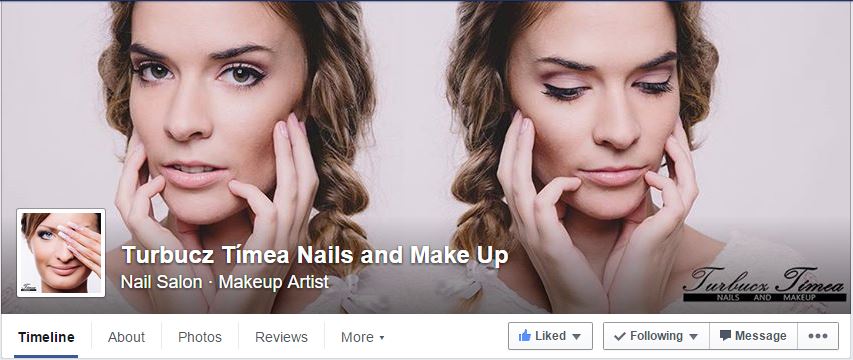 Turbucz Tímea Nails and Make Up
Nail Salon · Makeup Artist
Turbucz Tímea
NAILS AND MAKEUP
Timeline About Photos Reviews More Liked Following Message